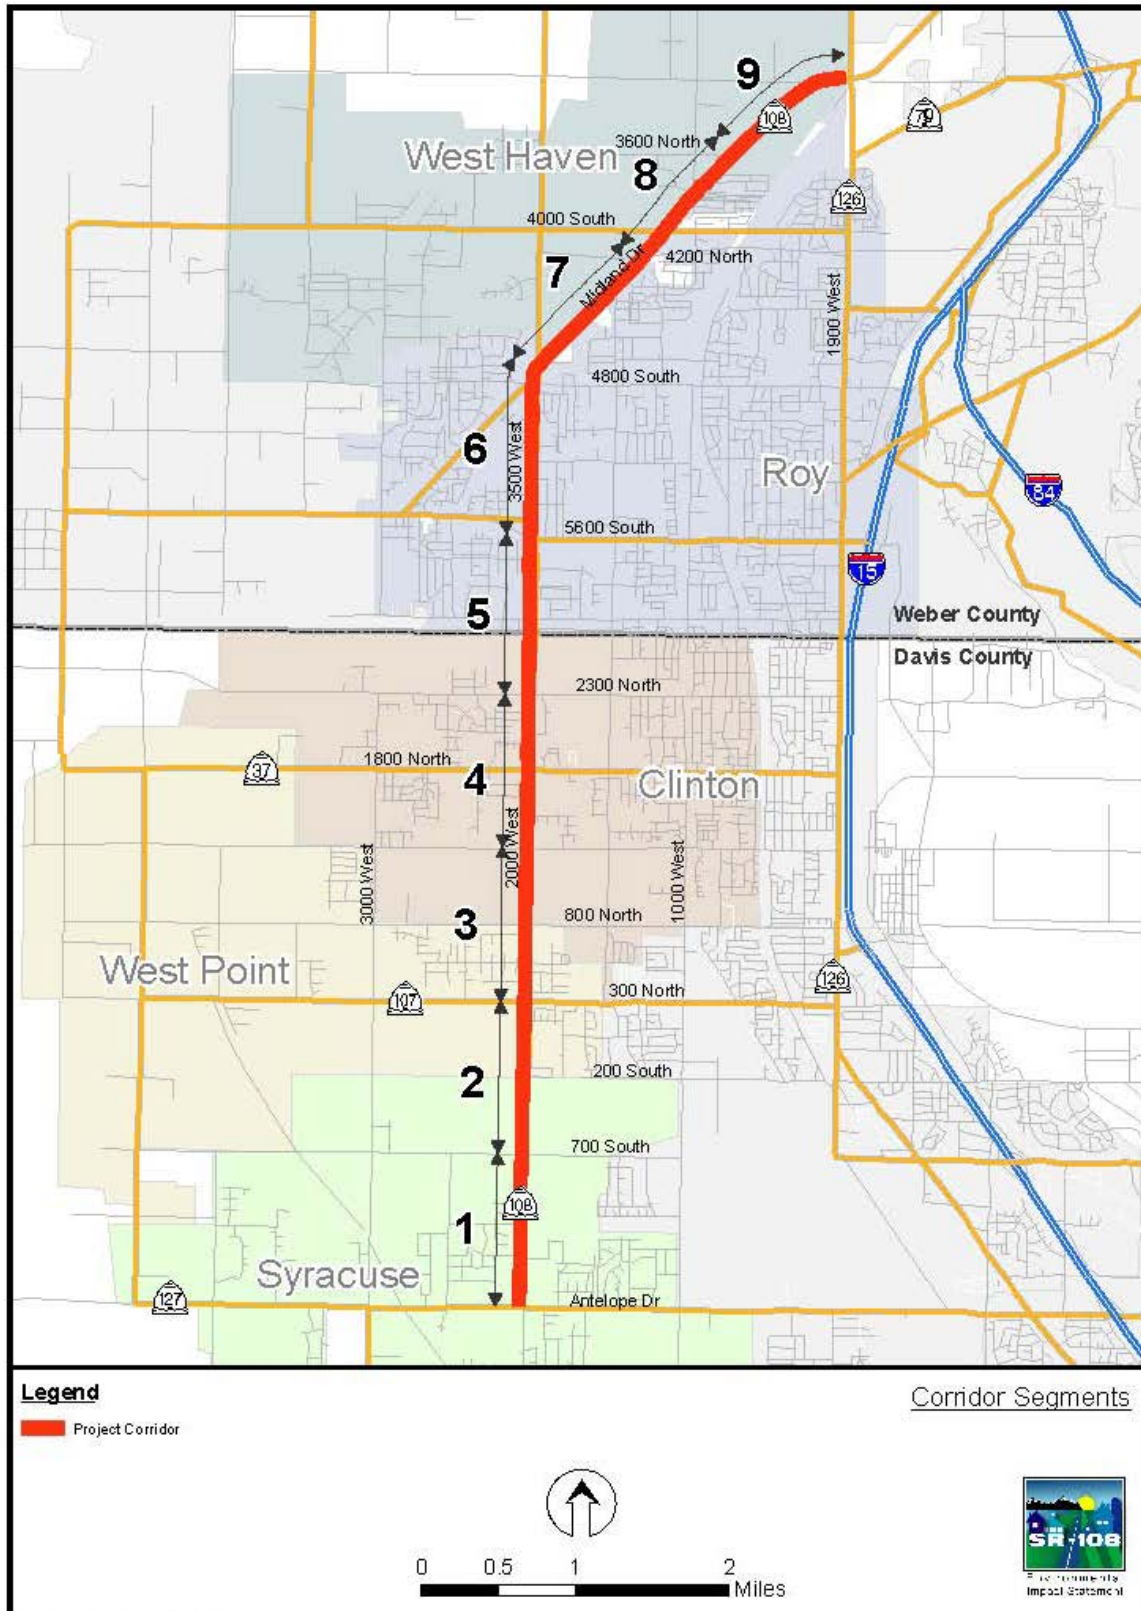 9
108
79
3600 North
West Haven
8
126
4000 South
4200 North
7
Midland Dr
1900 West
4800 South
6
3500 West
Roy
84
5600 South
15
5
Weber County
Davis County
2300 North
1800 North
37
4
Clinton
2000 West
3000 West
1000 West
3
800 North
West Point
107
300 North
126
2
200 South
700 South
108
1
Syracuse
127
Antelope Dr
Legend
Corridor Segments
Project Corridor
0 0.5 1 2
Miles
SR-108
Environmental
Impact Statement